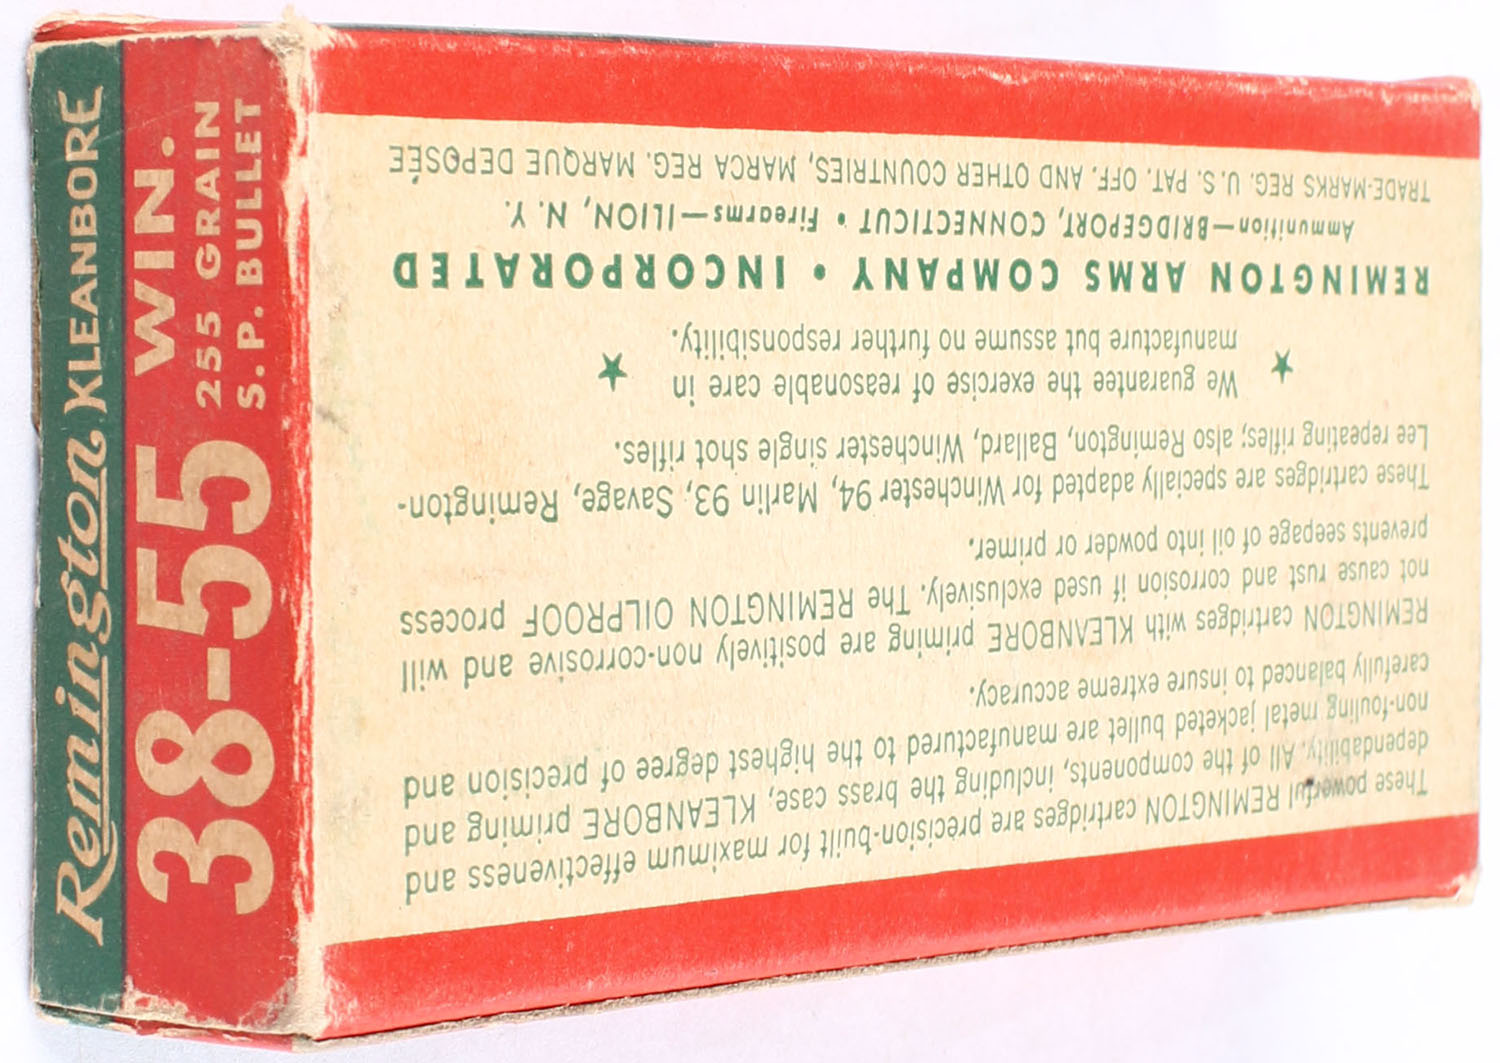 Remington KLEANBORE
38-55 WIN.
255 GRAIN
S. P. BULLET
These powerful REMINGTON cartridges are precision-built for maximum effectiveness and
dependability. All of the components, including the brass case, KLEANBORE priming and
non-fouling metal jacketed bullet are manufactured to the highest degree of precision and
carefully balanced to insure extreme accuracy.
REMINGTON cartridges with KLEANBORE priming are positively non-corrosive and will
not cause rust and corrosion if used exclusively. The REMINGTON OILPROOF process
prevents seepage of oil into powder or primer.
These cartridges are specially adapted for Winchester 94, Marlin 93, Savage, Remington-
Lee repeating rifles; also Remington, Ballard, Winchester single shot rifles.
We guarantee the exercise of reasonable care in
manufacture but assume no further responsibility.
REMINGTON ARMS COMPANY • INCORPORATED
Ammunition—BRIDGEPORT, CONNECTICUT • Firearms—ILION, N. Y.
TRADE-MARKS REG. U.S. PAT. OFF. AND OTHER COUNTRIES, MARCA REG. MARQUE DEPOSÉE